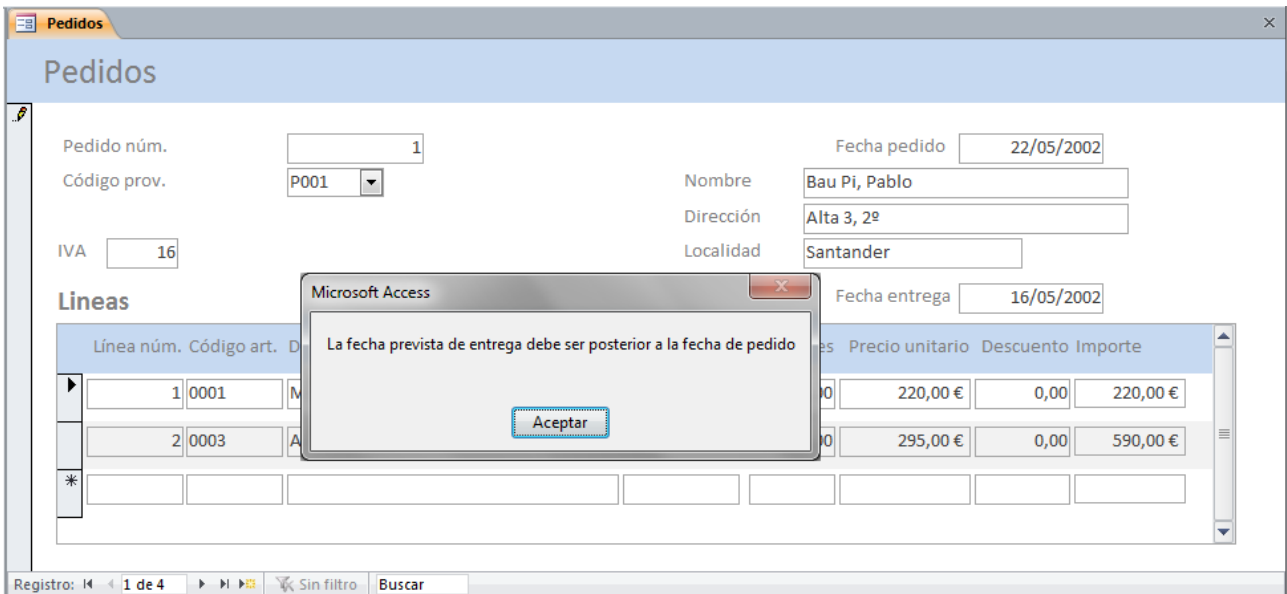 Pedidos
Pedidos
Pedido núm. 1 Fecha pedido 22/05/2002
Código prov. P001 Nombre Bau Pi, Pablo
Dirección Alta 3, 2º
IVA 16 Localidad Santander
Lineas Fecha entrega 16/05/2002
Microsoft Access
La fecha prevista de entrega debe ser posterior a la fecha de pedido
Aceptar
Línea núm. Código art. Precio unitario Descuento Importe
1 0001 220,00 € 0,00 220,00 €
2 0003 295,00 € 0,00 590,00 €
Registro: 1 de 4 Sin filtro Buscar